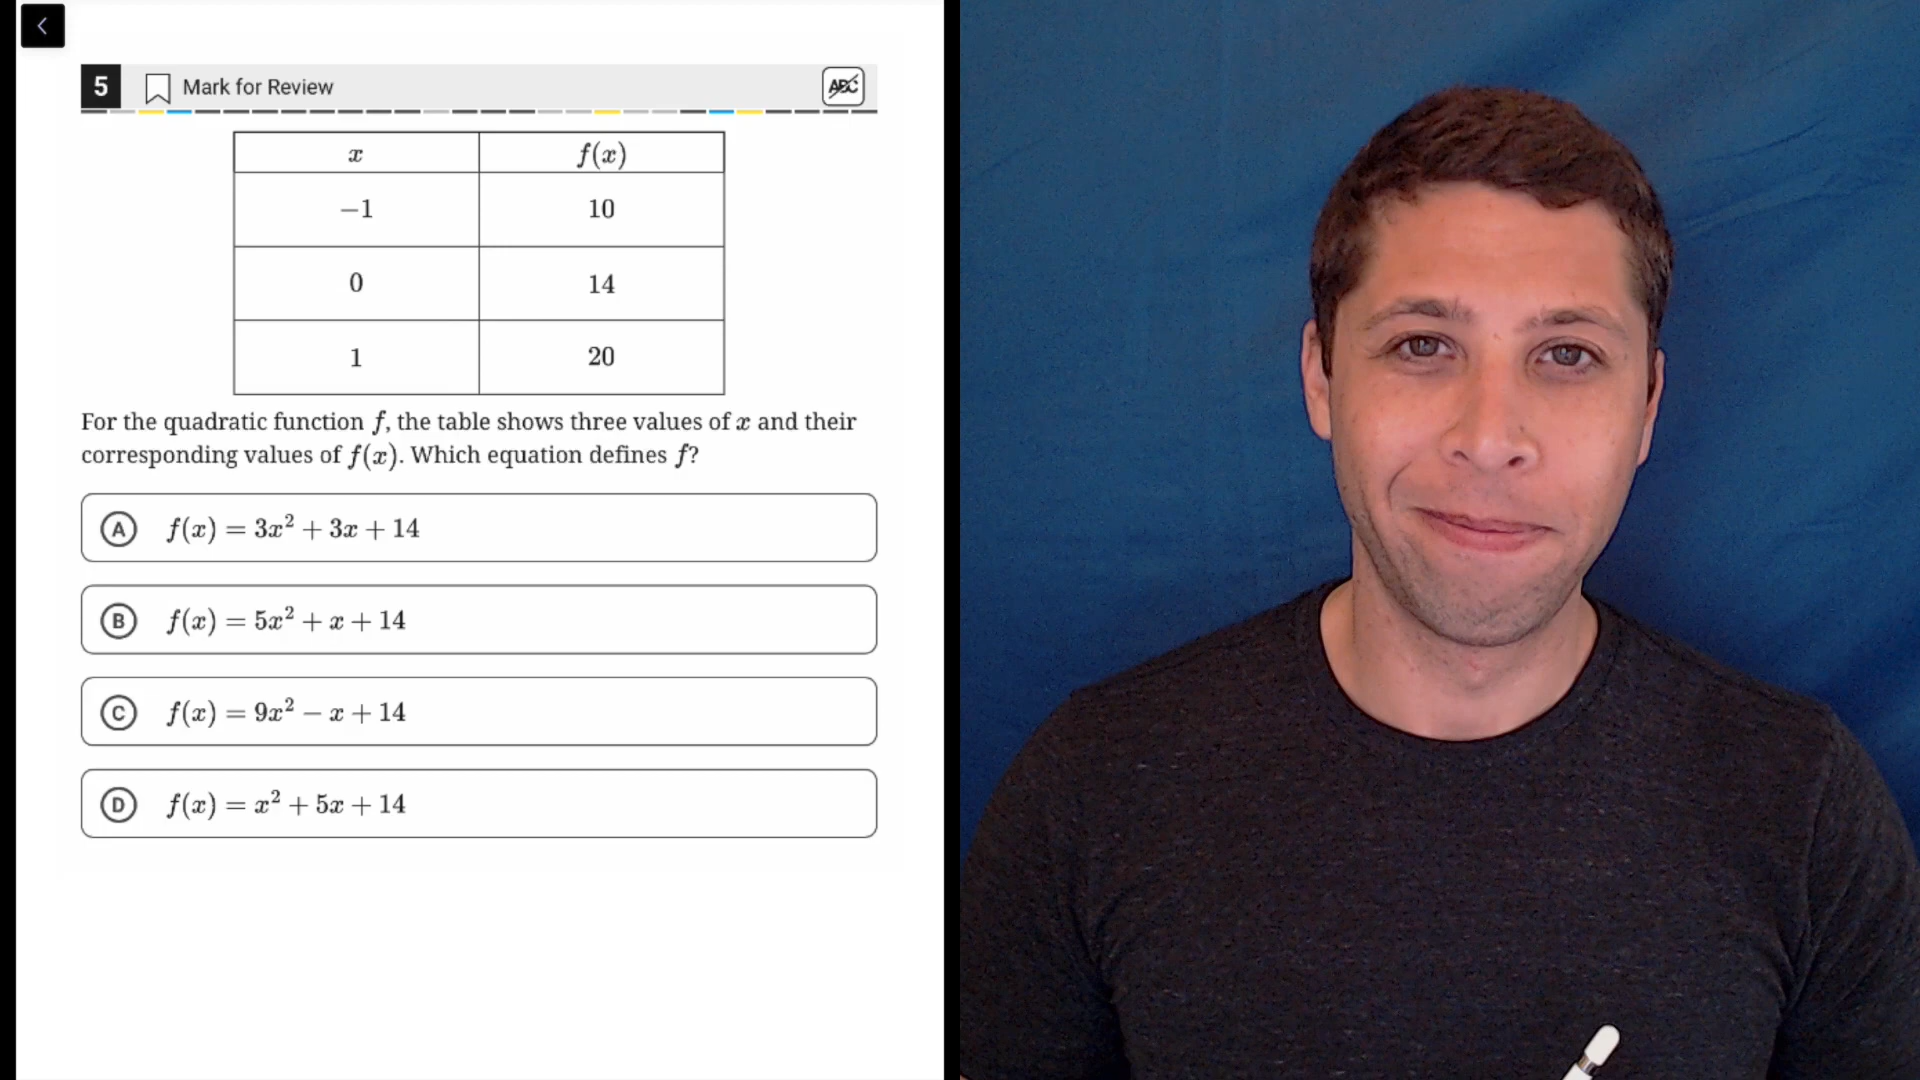 5 Mark for Review ABC
x f(x)
−1 10
0 14
1 20
For the quadratic function f, the table shows three values of x and their
corresponding values of f(x). Which equation defines f?
A f(x) = 3x² + 3x + 14
B f(x) = 5x² + x + 14
C f(x) = 9x² − x + 14
D f(x) = x² + 5x + 14